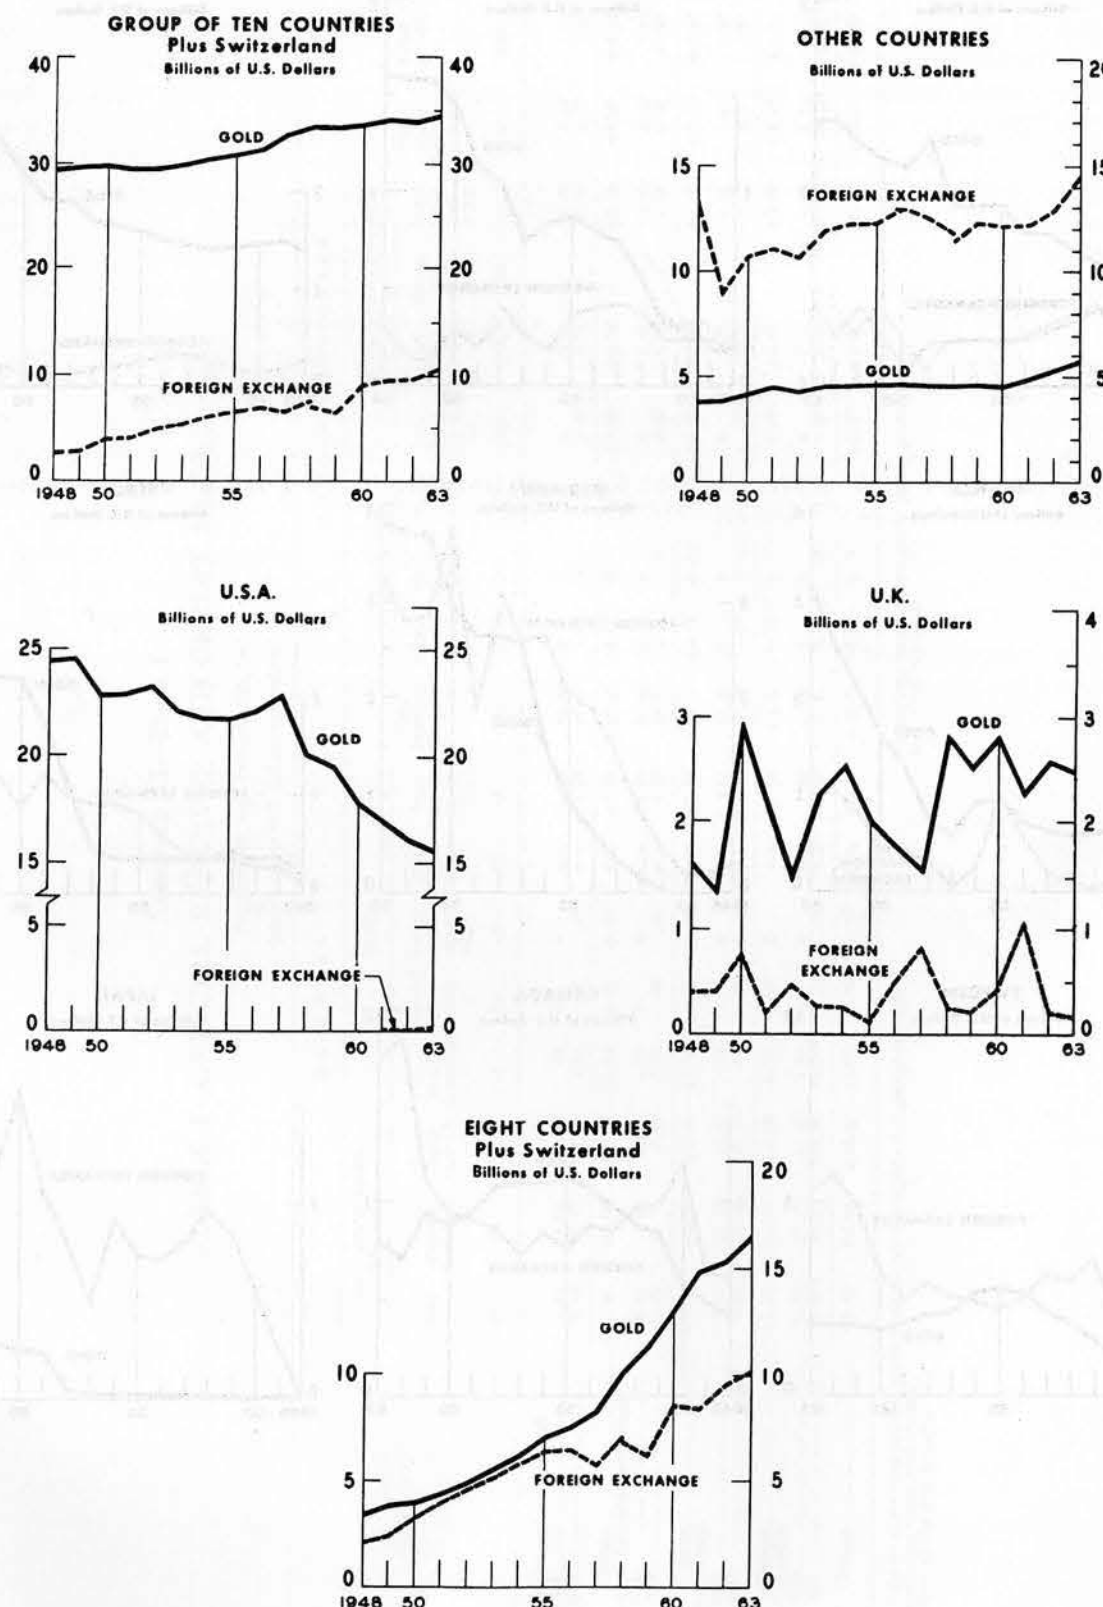 GROUP OF TEN COUNTRIES
Plus Switzerland
Billions of U.S. Dollars
40 40
GOLD
30 30
20 20
10 10
FOREIGN EXCHANGE
0 0
1948 50 55 60 63
OTHER COUNTRIES
Billions of U.S. Dollars
20
15 15
FOREIGN EXCHANGE
10 10
GOLD
5 5
0 0
1948 50 55 60 63
U.S.A.
Billions of U.S. Dollars
25 25
GOLD
20 20
15 15
5 5
FOREIGN EXCHANGE
0 0
1948 50 55 60 63
U.K.
Billions of U.S. Dollars
4
3 3
GOLD
2 2
1 1
FOREIGN
EXCHANGE
0 0
1948 50 55 60 63
EIGHT COUNTRIES
Plus Switzerland
Billions of U.S. Dollars
20
15
GOLD
10 10
5 5
FOREIGN EXCHANGE
0 0
1948 50 55 60 63